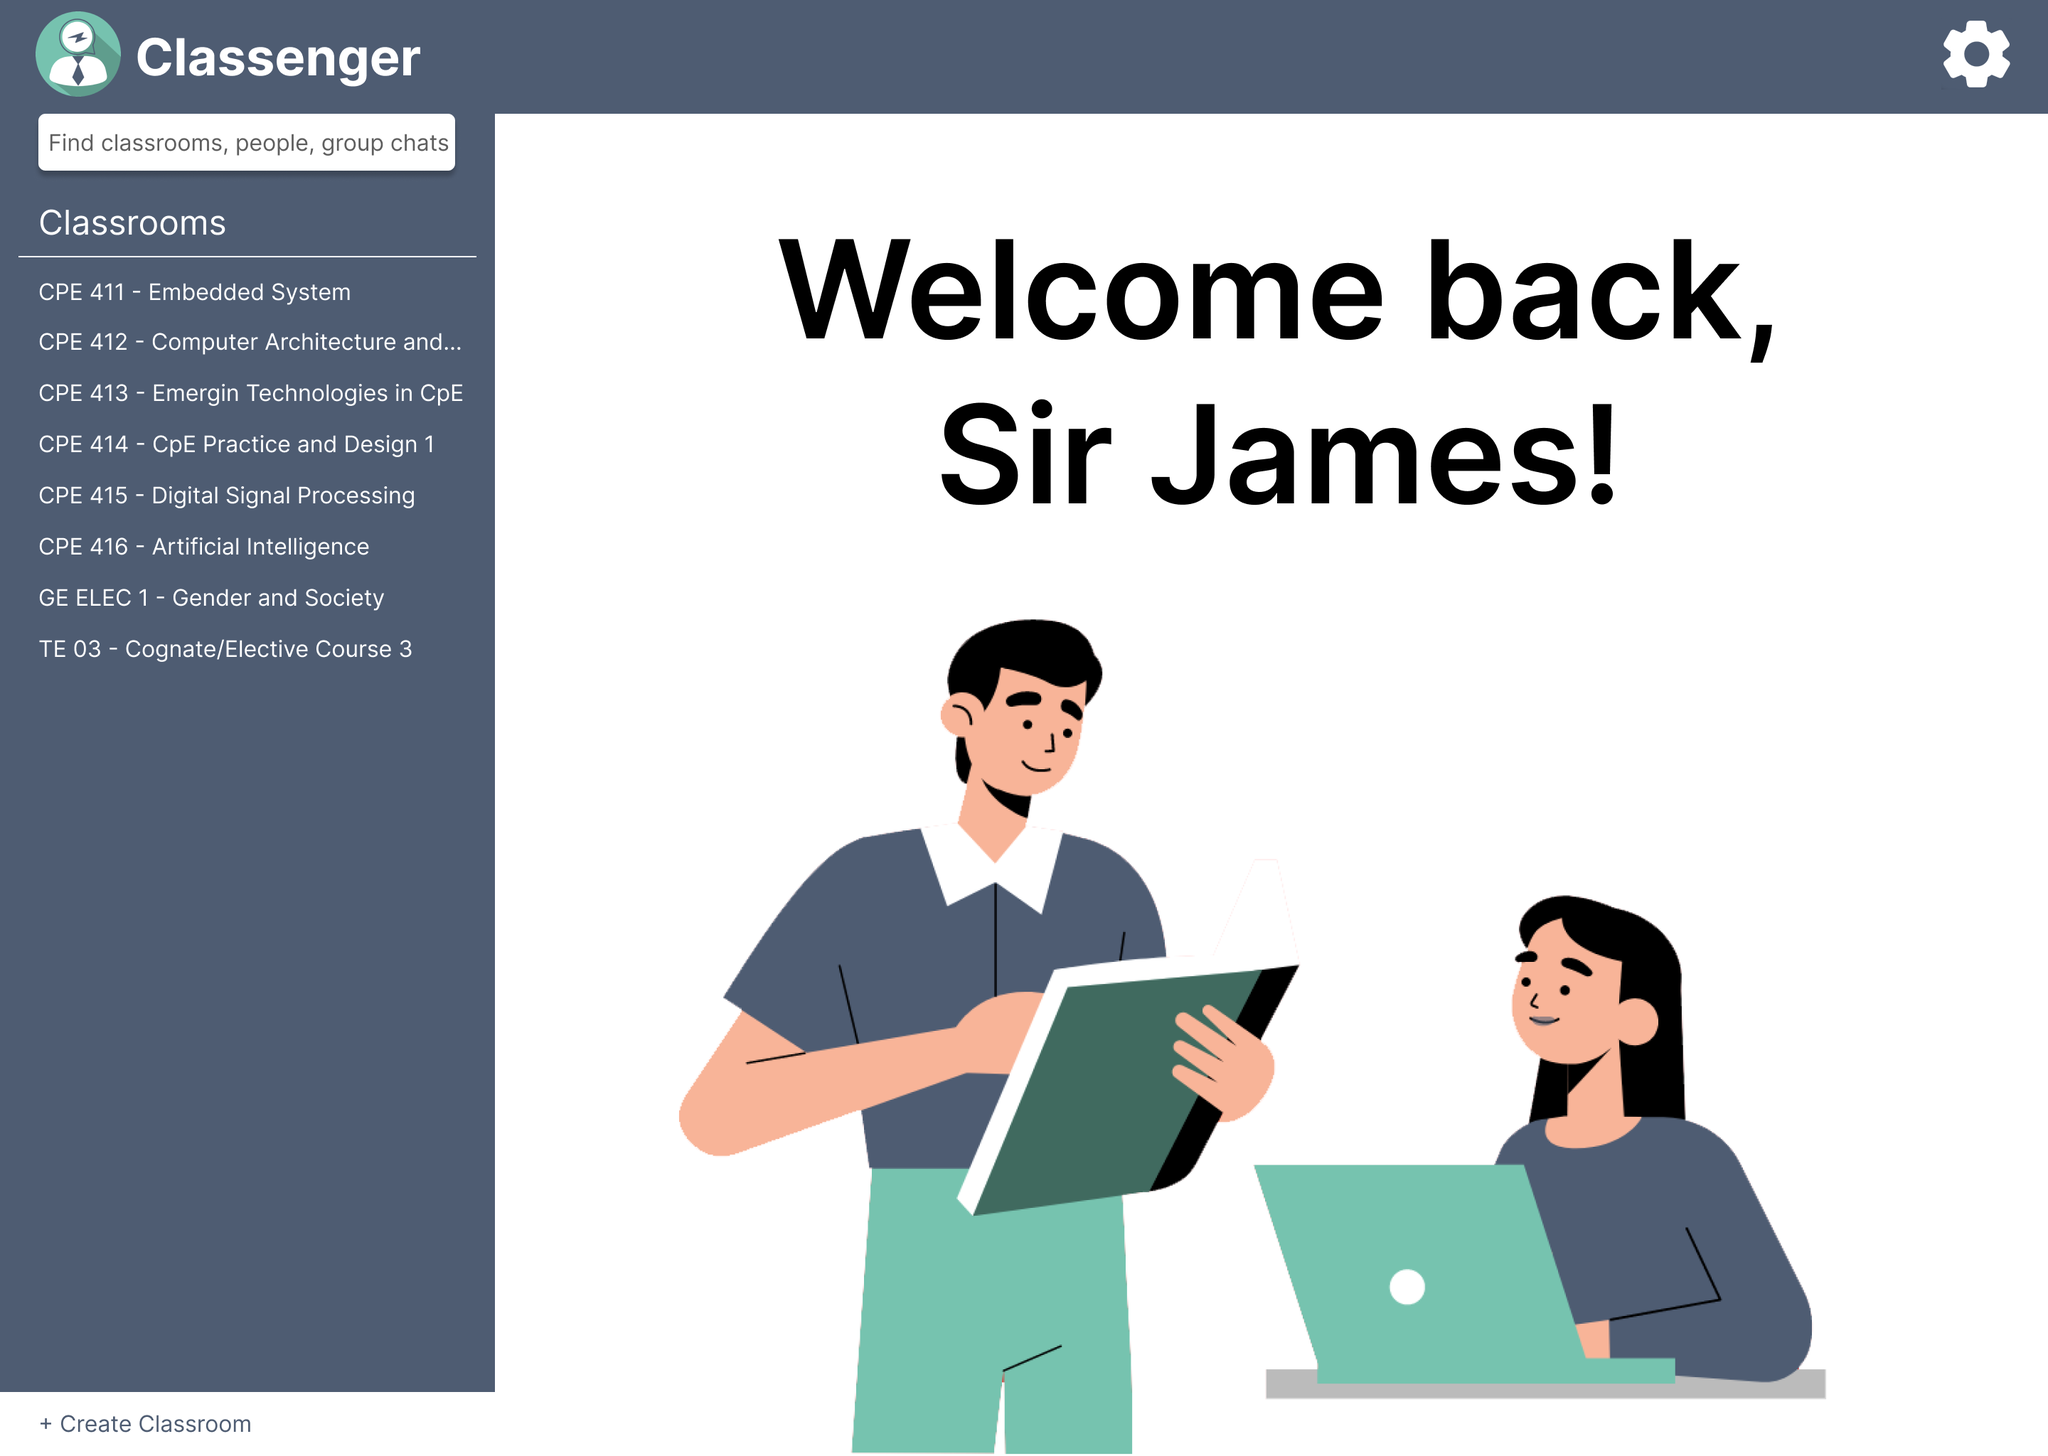 Classenger
Find classrooms, people, group chats
Classrooms
CPE 411 - Embedded System
CPE 412 - Computer Architecture and...
CPE 413 - Emergin Technologies in CpE
CPE 414 - CpE Practice and Design 1
CPE 415 - Digital Signal Processing
CPE 416 - Artificial Intelligence
GE ELEC 1 - Gender and Society
TE 03 - Cognate/Elective Course 3
+ Create Classroom
Welcome back,
Sir James!